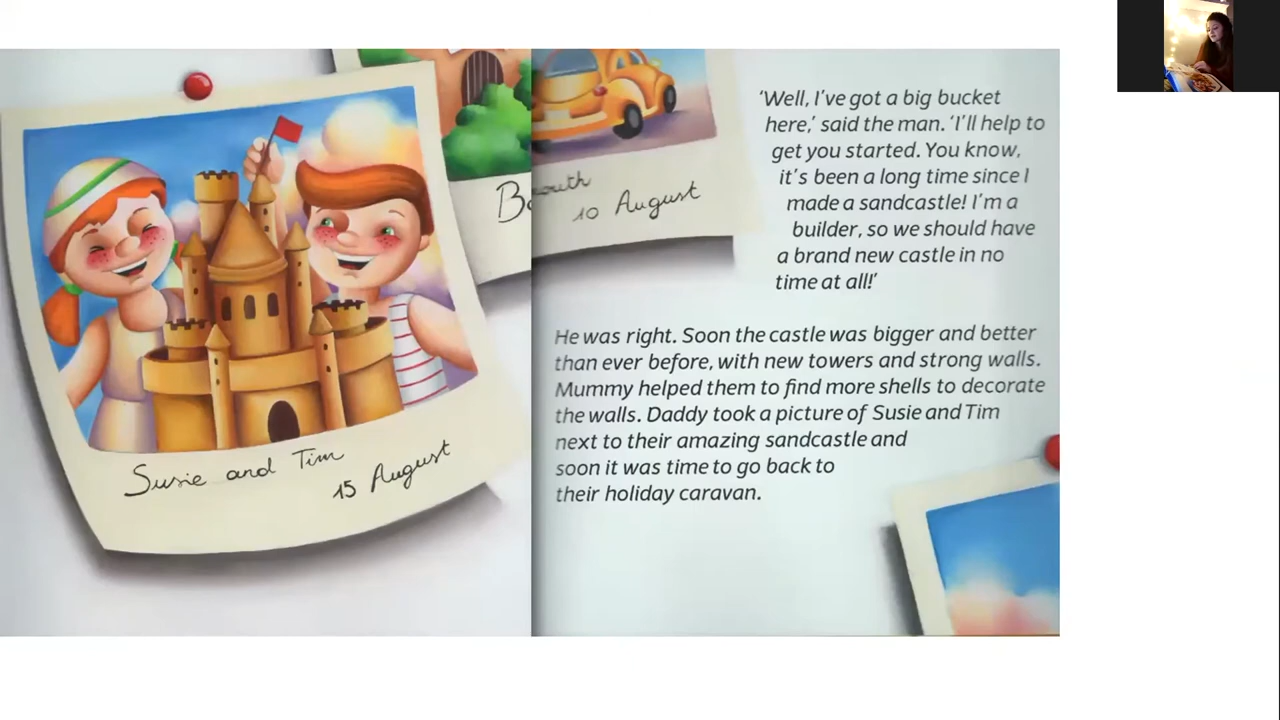 Susie and Tim
15 August
10 August
'Well, I've got a big bucket
here,' said the man. 'I'll help to
get you started. You know,
it's been a long time since I
made a sandcastle! I'm a
builder, so we should have
a brand new castle in no
time at all!'
He was right. Soon the castle was bigger and better
than ever before, with new towers and strong walls.
Mummy helped them to find more shells to decorate
the walls. Daddy took a picture of Susie and Tim
next to their amazing sandcastle and
soon it was time to go back to
their holiday caravan.